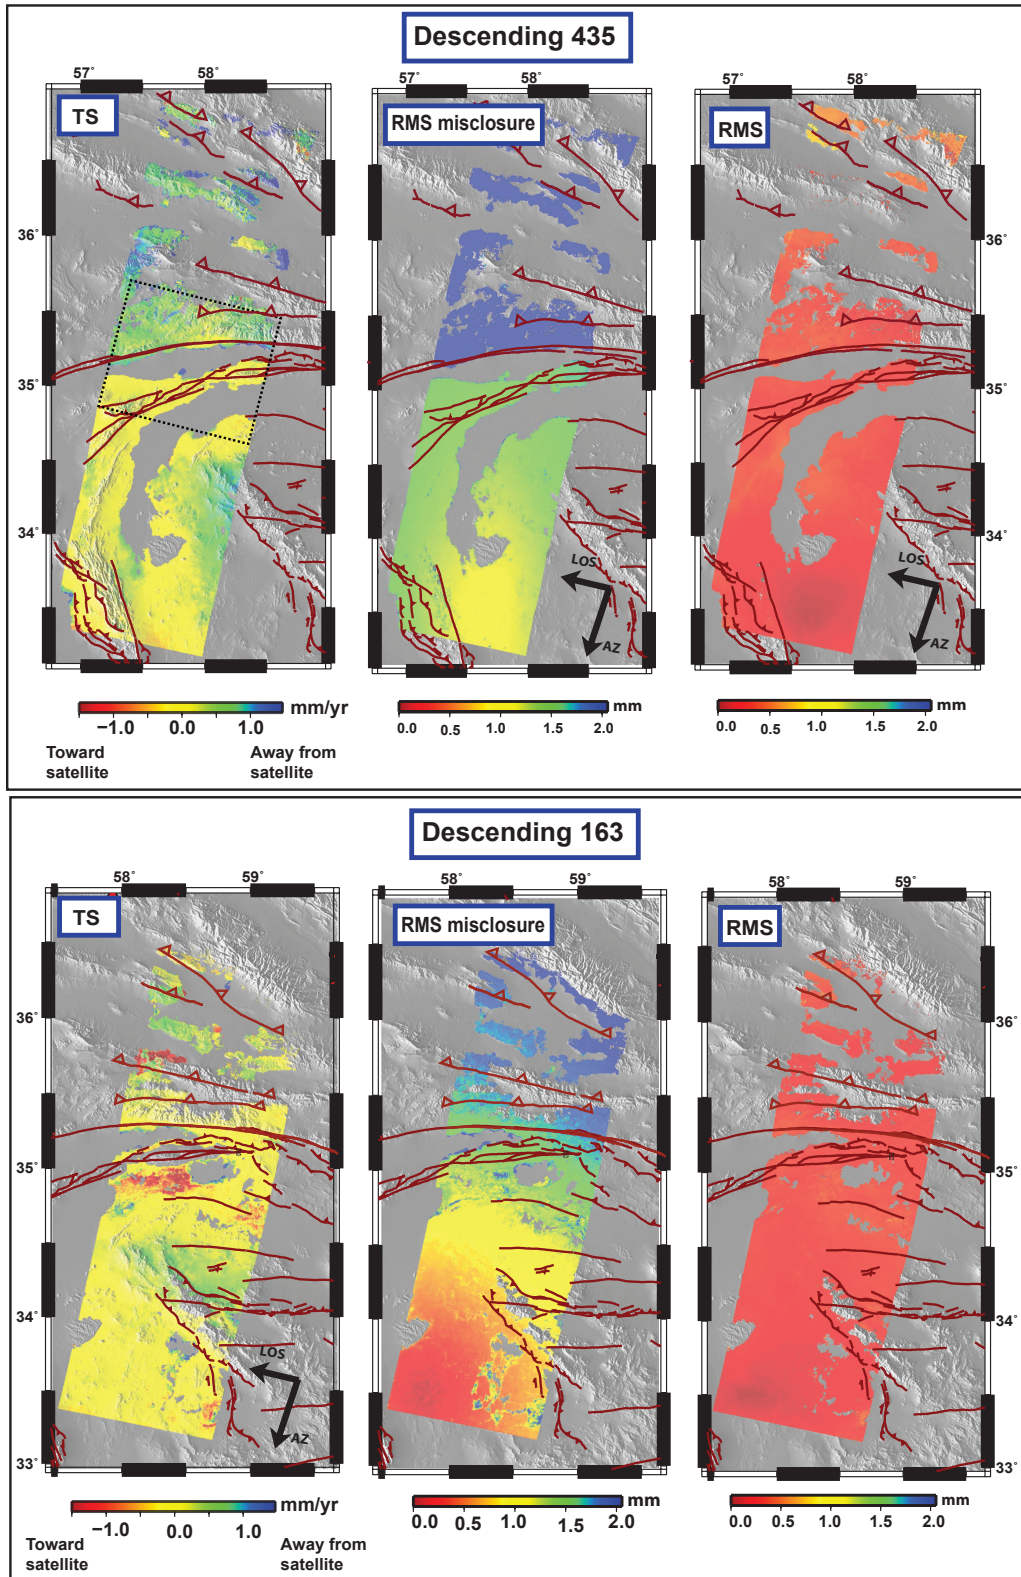 Descending 435
57 58
57 58
57 58
TS
RMS misclosure
RMS
36°
35°
34°
36°
35°
34°
LOS
AZ
LOS
AZ
mm/yr
−1.0 0.0 1.0
Toward satellite
Away from satellite
mm
0.0 0.5 1.0 1.5 2.0
mm
0.0 0.5 1.0 1.5 2.0
Descending 163
58 59
58 59
58 59
TS
RMS misclosure
RMS
36°
35°
34°
33°
36°
35°
34°
33°
LOS
AZ
mm/yr
−1.0 0.0 1.0
Toward
satellite
Away from
satellite
mm
0.0 0.5 1.0 1.5 2.0
mm
0.0 0.5 1.0 1.5 2.0